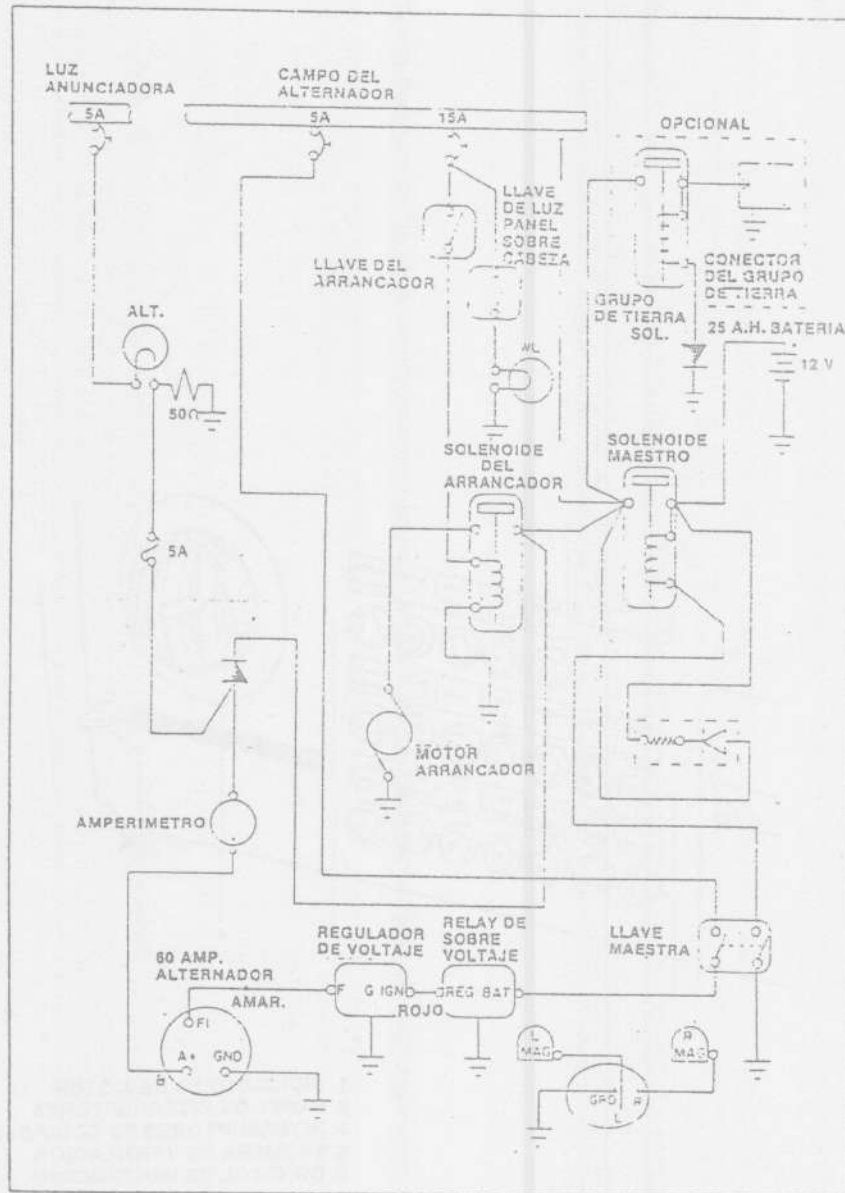 LUZ
ANUNCIADORA
5A
CAMPO DEL
ALTERNADOR
5A
15A
OPCIONAL
LLAVE DEL
ARRANCADOR
LLAVE
DE LUZ
PANEL
SOBRE
CABEZA
CONECTOR
DEL GRUPO
DE TIERRA
GRUPO
DE TIERRA
SOL.
25 A.H. BATERIA
12 V
ALT.
50Ω
WL
SOLENOIDE
DEL
ARRANCADOR
SOLENOIDE
MAESTRO
5A
MOTOR
ARRANCADOR
AMPERIMETRO
60 AMP.
ALTERNADOR
AMAR.
REGULADOR
DE VOLTAJE
RELAY DE
SOBRE
VOLTAJE
LLAVE
MAESTRA
F
G IGN
ROJO
REG BAT
F1
A+
GND
B
L
MAG
R
MAG
GRD
R
L